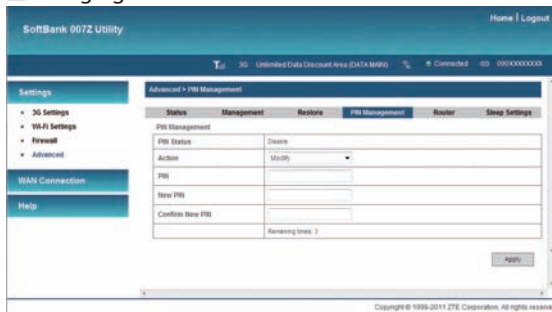 SoftBank 007Z Utility
Home | Logout
3G Unlimited Data Discount Area (DATA MAIN) Connected 090XXXXXXXX
Settings
3G Settings
Wi-Fi Settings
Firewall
Advanced
WAN Connection
Help
Advanced > PIN Management
Status Management Restore PIN Management Router Sleep Settings
PIN Management
PIN Status Disable
Action Modify
PIN
New PIN
Confirm New PIN
Remaining times: 3
Apply
Copyright © 1998-2011 ZTE Corporation. All rights reserve